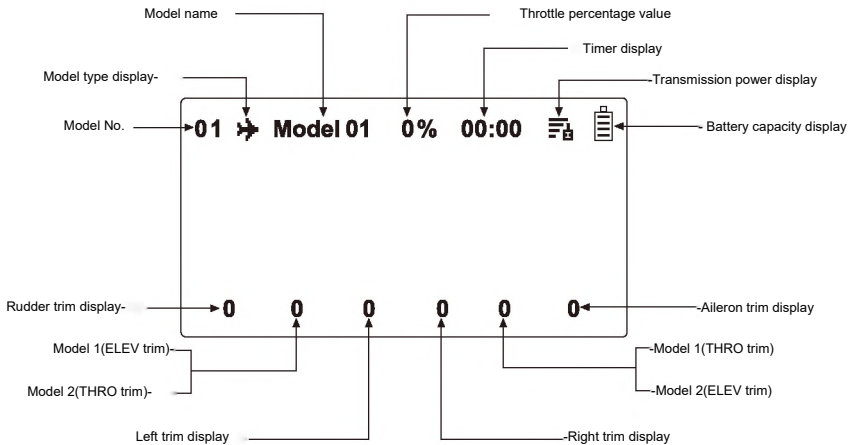 Model name
Throttle percentage value
Timer display
Model type display-
-Transmission power display
Model No.
01 Model 01 0% 00:00
- Battery capacity display
Rudder trim display-
0 0 0 0 0 0
-Aileron trim display
Model 1(ELEV trim)-
-Model 1(THRO trim)
Model 2(THRO trim)-
-Model 2(ELEV trim)
Left trim display
-Right trim display